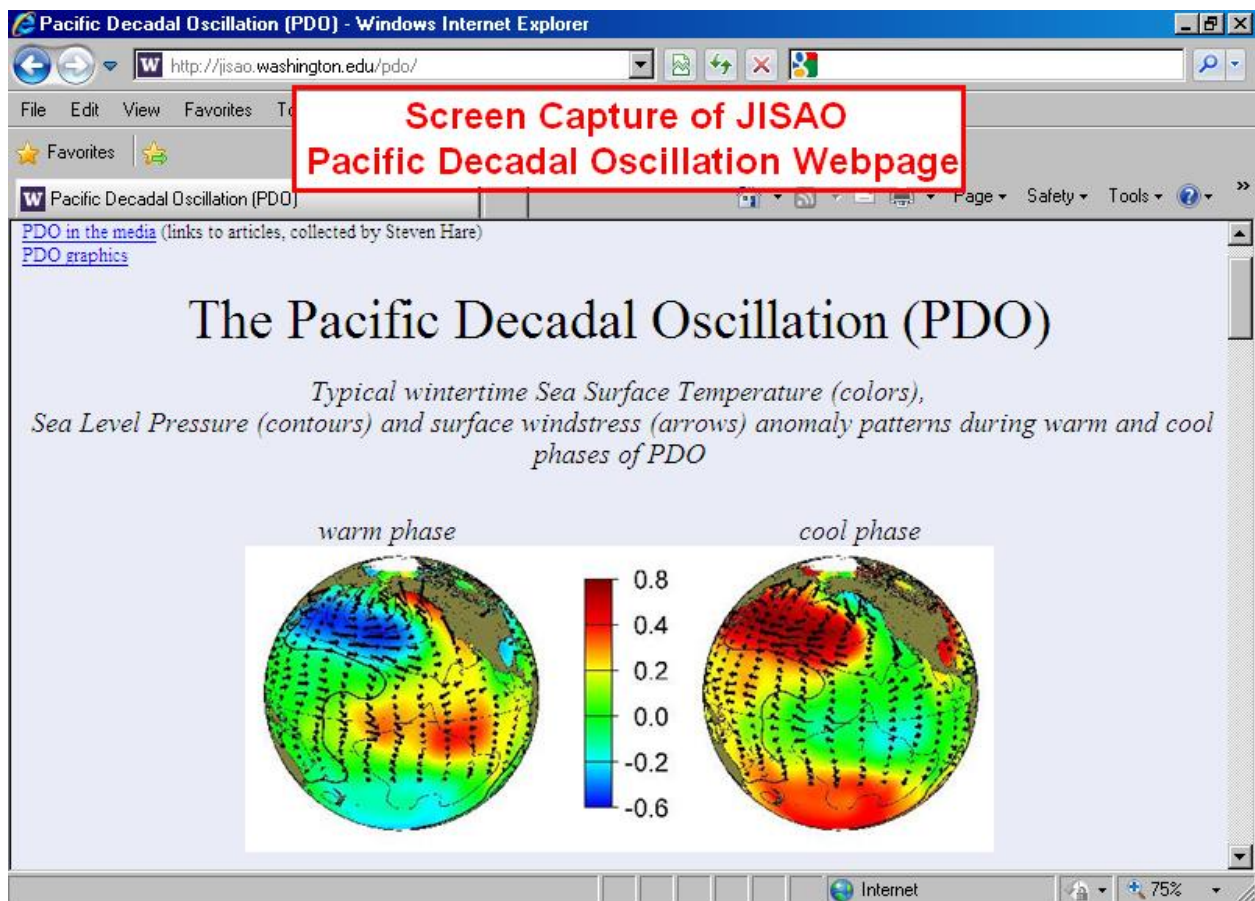 Pacific Decadal Oscillation (PDO) - Windows Internet Explorer
W http://jisao.washington.edu/pdo/
File Edit View Favorites
Screen Capture of JISAO
Pacific Decadal Oscillation Webpage
Favorites
W Pacific Decadal Oscillation (PDO)
Page Safety Tools »
PDO in the media (links to articles, collected by Steven Hare)
PDO graphics
The Pacific Decadal Oscillation (PDO)
Typical wintertime Sea Surface Temperature (colors),
Sea Level Pressure (contours) and surface windstress (arrows) anomaly patterns during warm and cool
phases of PDO
warm phase cool phase
0.8
0.4
0.2
0.0
-0.2
-0.6
Internet 75%